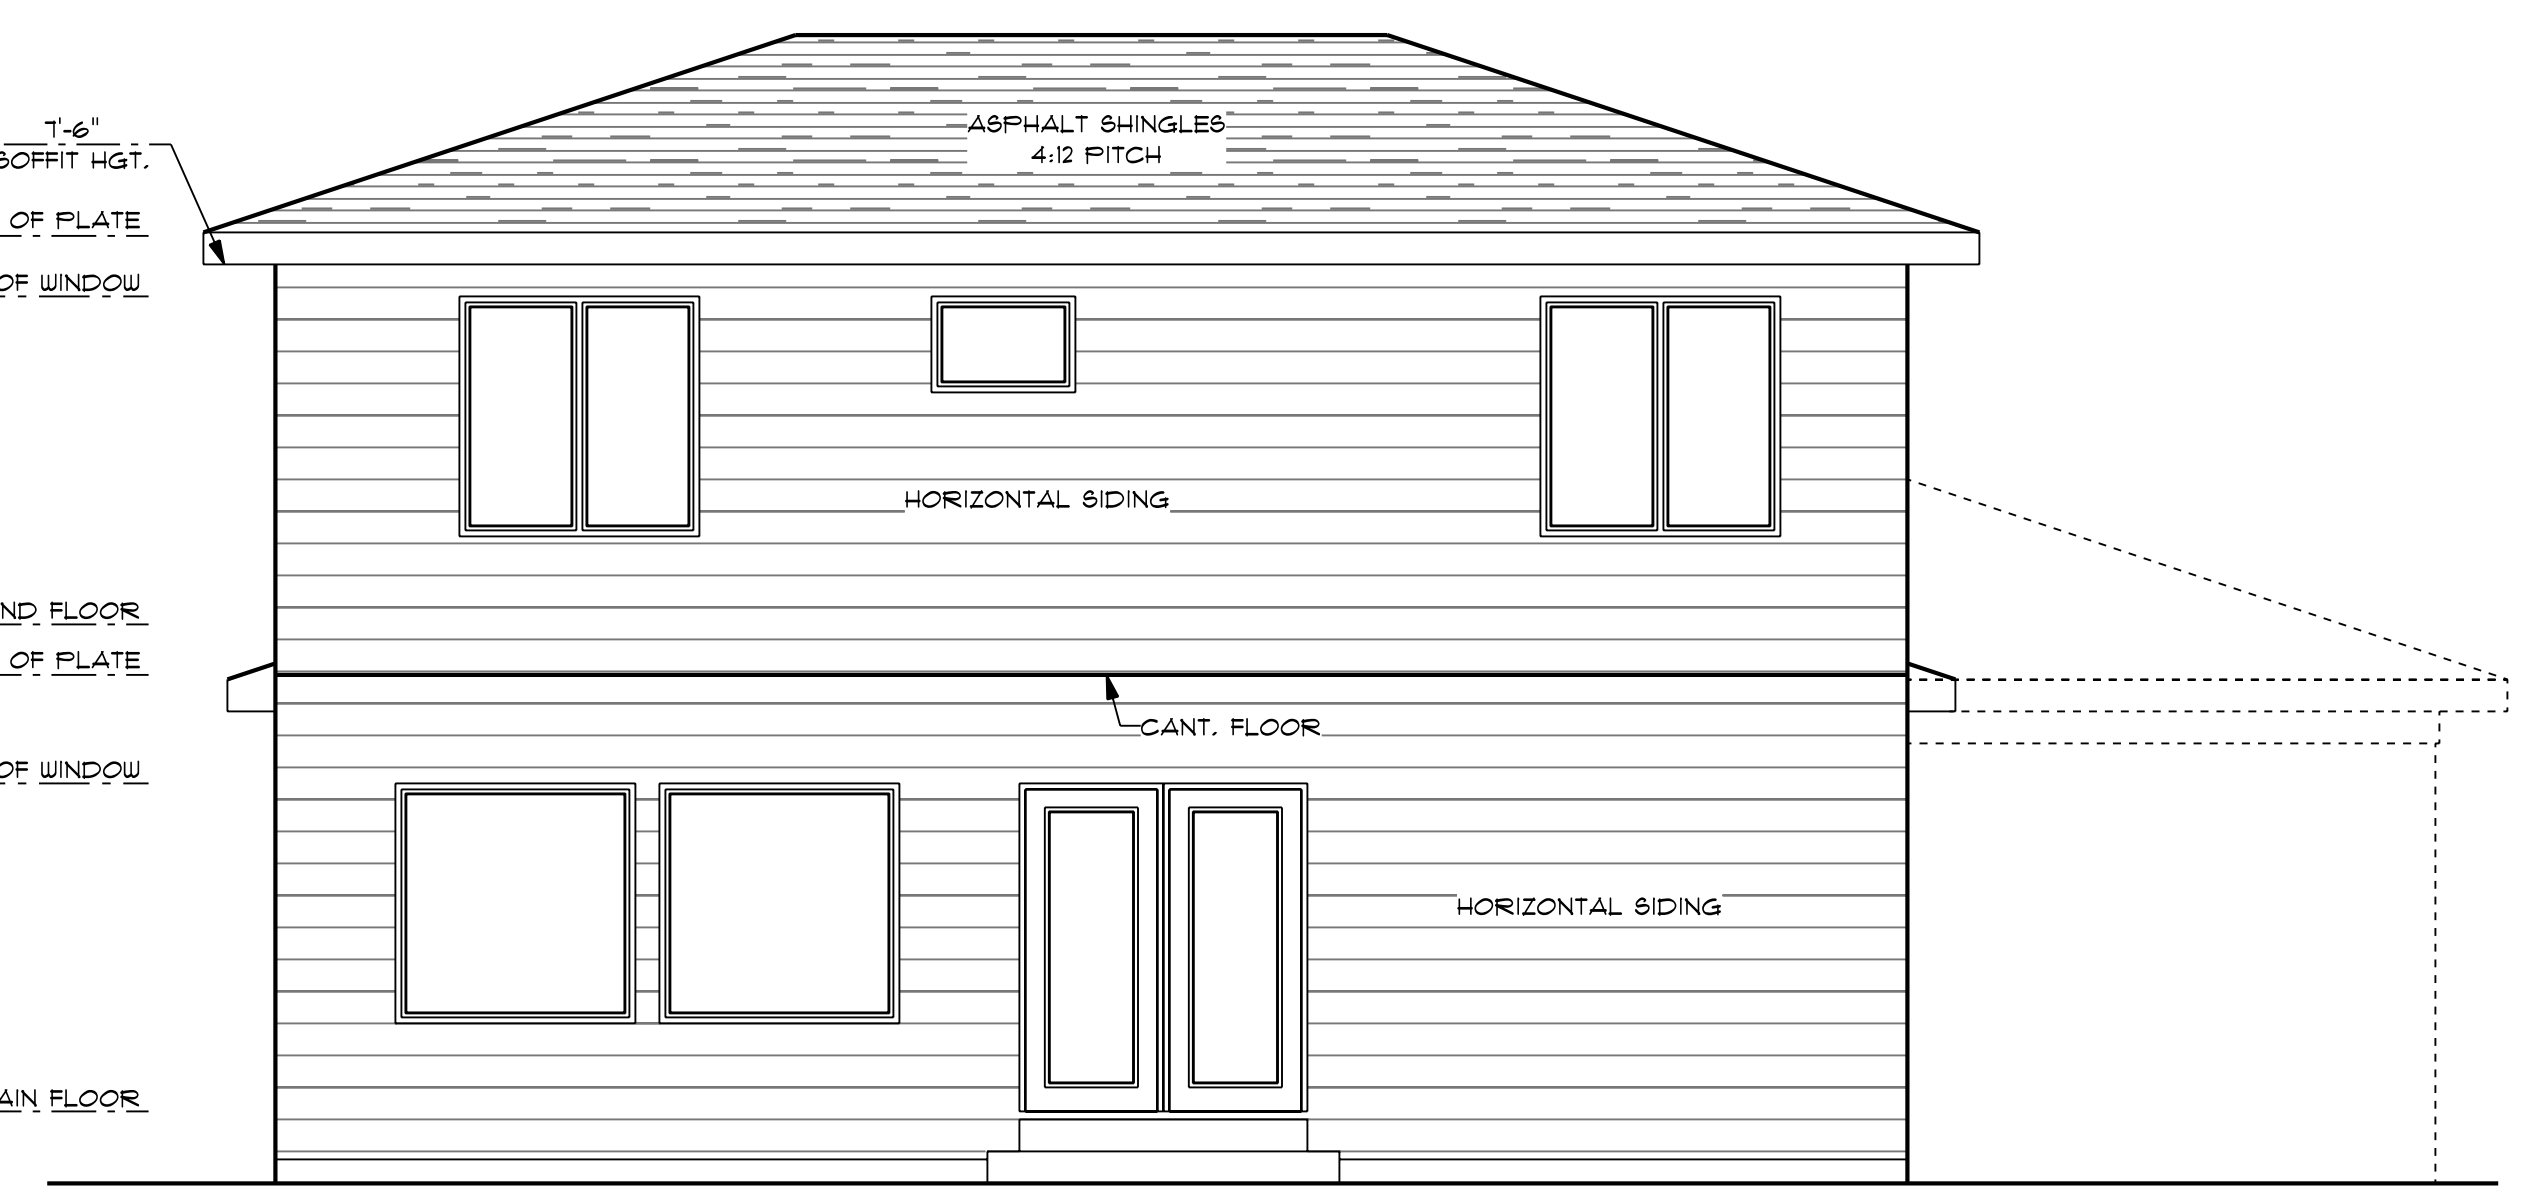 7'-6"
SOFFIT HGT.
OF PLATE
OF WINDOW
ASPHALT SHINGLES
4:12 PITCH
HORIZONTAL SIDING
ND FLOOR
OF PLATE
CANT. FLOOR
OF WINDOW
HORIZONTAL SIDING
AIN FLOOR